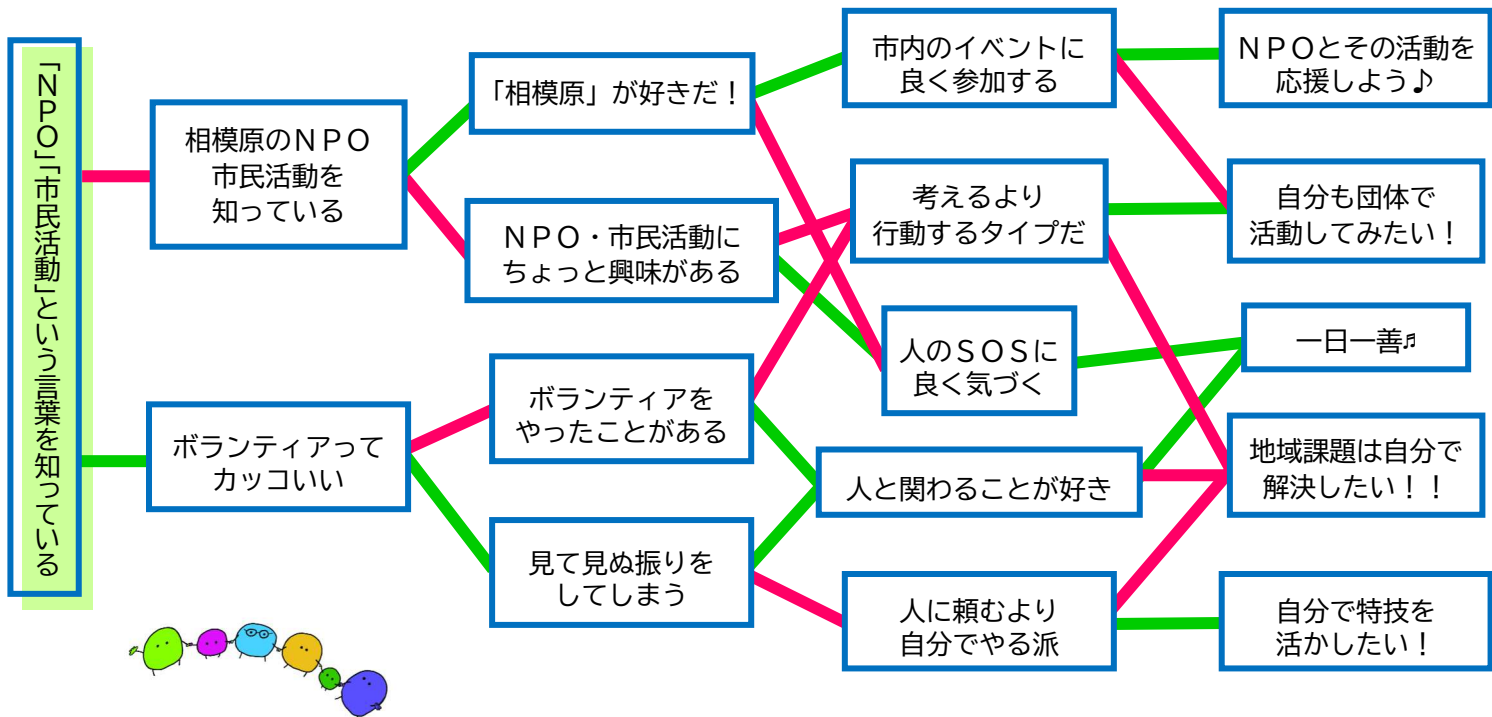 「ＮＰＯ」「市民活動」という言葉を知っている
相模原のＮＰＯ
市民活動を
知っている
ボランティアって
カッコいい
「相模原」が好きだ！
ＮＰＯ・市民活動に
ちょっと興味がある
ボランティアを
やったことがある
見て見ぬ振りを
してしまう
市内のイベントに
良く参加する
考えるより
行動するタイプだ
人のＳＯＳに
良く気づく
人と関わることが好き
人に頼むより
自分でやる派
ＮＰＯとその活動を
応援しよう♪
自分も団体で
活動してみたい！
一日一善♬
地域課題は自分で
解決したい！！
自分で特技を
活かしたい！